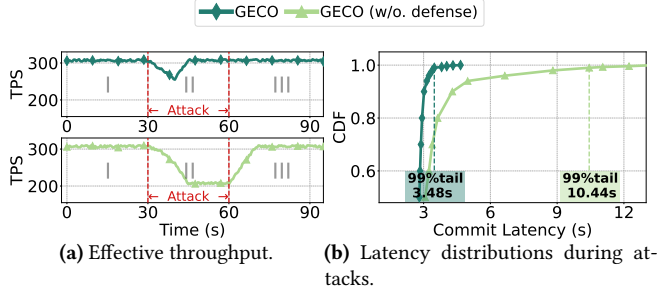 GECO GECO (w/o. defense)
TPS
300
200
I II III
← Attack →
0 30 60 90
TPS
300
200
I II III
← Attack →
0 30 60 90
Time (s)
(a) Effective throughput.
CDF
1.0
0.8
0.6
99%tail
3.48s
99%tail
10.44s
3 6 9 12
Commit Latency (s)
(b) Latency distributions during at-
tacks.